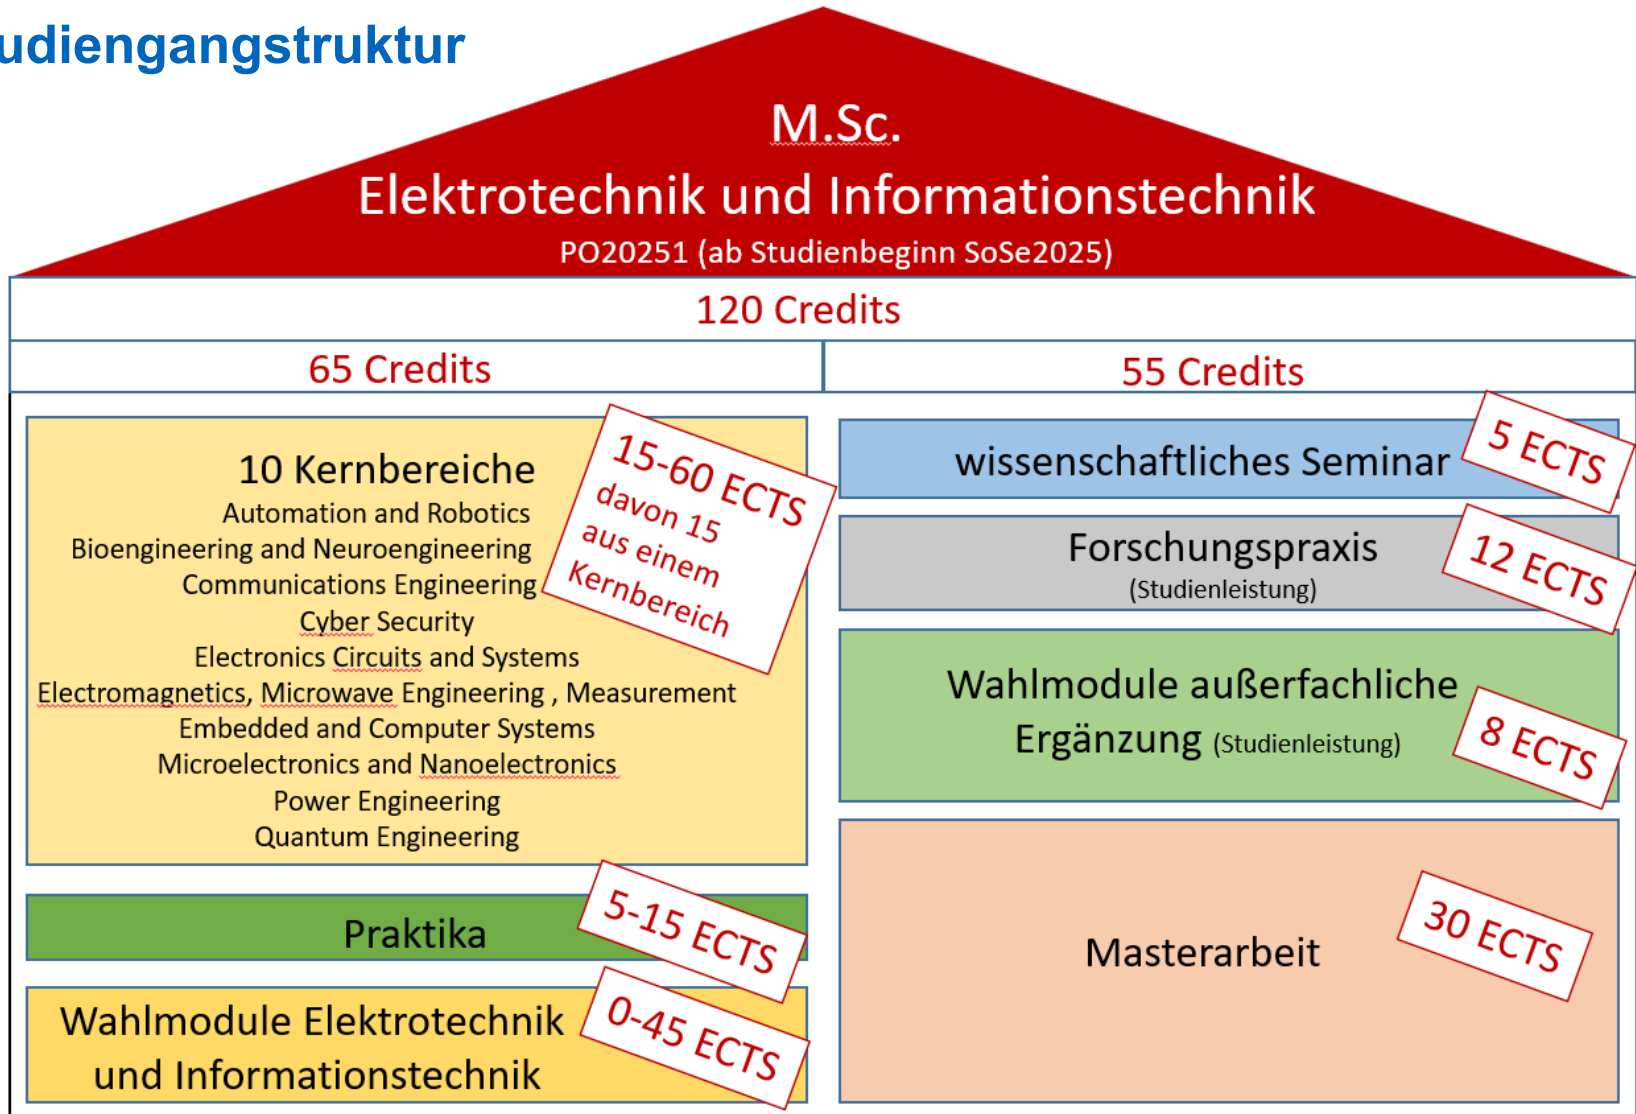 udiengangstruktur
M.Sc.
Elektrotechnik und Informationstechnik
PO20251 (ab Studienbeginn SoSe2025)
120 Credits
65 Credits
55 Credits
10 Kernbereiche
Automation and Robotics
Bioengineering and Neuroengineering
Communications Engineering
Cyber Security
Electronics Circuits and Systems
Electromagnetics, Microwave Engineering , Measurement
Embedded and Computer Systems
Microelectronics and Nanoelectronics
Power Engineering
Quantum Engineering
15-60 ECTS
davon 15
aus einem
Kernbereich
Praktika
5-15 ECTS
Wahlmodule Elektrotechnik
und Informationstechnik
0-45 ECTS
wissenschaftliches Seminar
5 ECTS
Forschungspraxis
(Studienleistung)
12 ECTS
Wahlmodule außerfachliche
Ergänzung (Studienleistung)
8 ECTS
Masterarbeit
30 ECTS